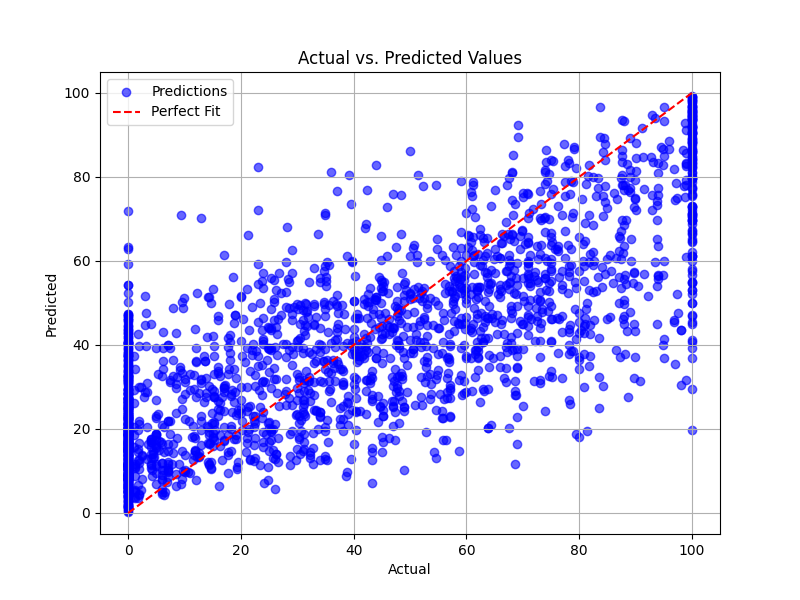 Actual vs. Predicted Values
Predictions
Perfect Fit
100
80
60
40
20
0
Predicted
0 20 40 60 80 100
Actual